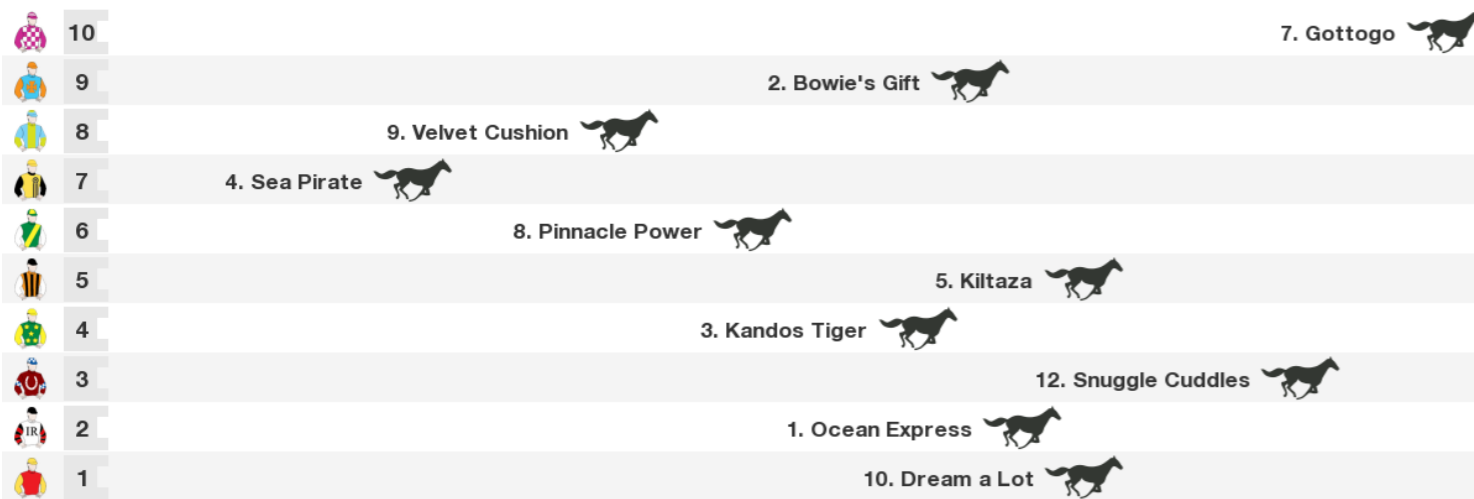 10 7. Gottogo
9 2. Bowie's Gift
8 9. Velvet Cushion
7 4. Sea Pirate
6 8. Pinnacle Power
5 5. Kiltaza
4 3. Kandos Tiger
3 12. Snuggle Cuddles
IR 2 1. Ocean Express
1 10. Dream a Lot